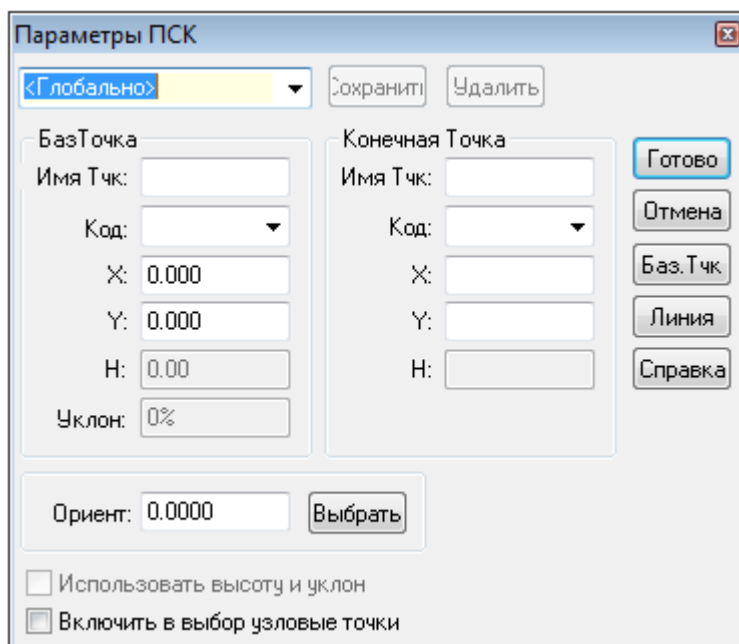 Параметры ПСК
<Глобально>
Сохранить
Удалить
БазТочка
Имя Тчк:
Код:
X: 0.000
Y: 0.000
H: 0.00
Уклон: 0%
Конечная Точка
Имя Тчк:
Код:
X:
Y:
H:
Готово
Отмена
Баз.Тчк
Линия
Справка
Ориент: 0.0000
Выбрать
Использовать высоту и уклон
Включить в выбор узловые точки